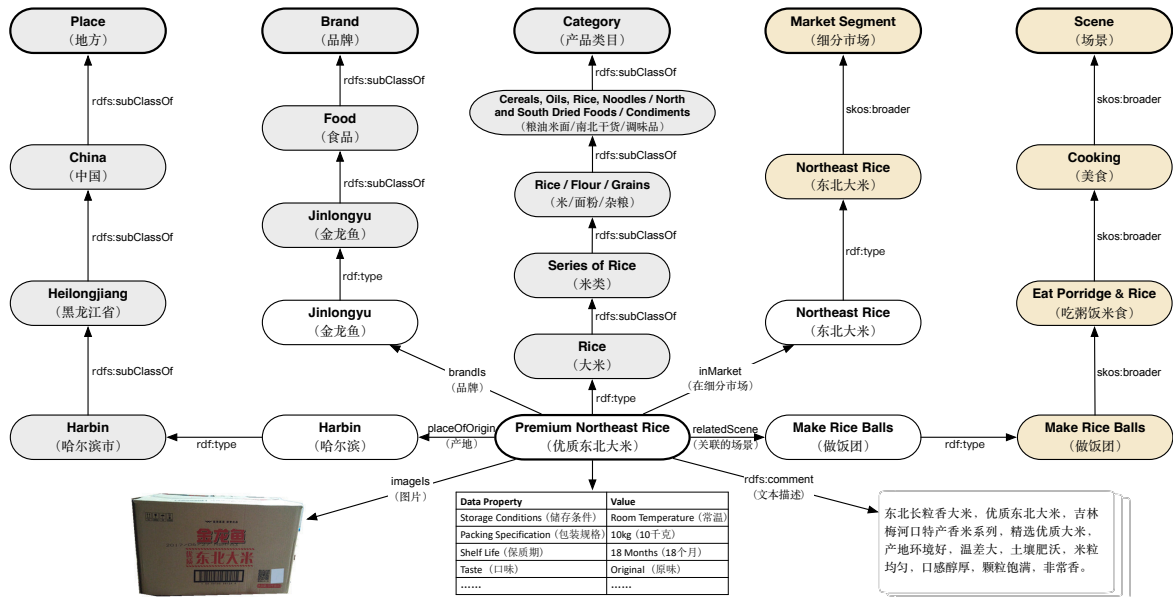 Place
（地方）
Brand
（品牌）
Category
（产品类目）
Market Segment
（细分市场）
Scene
（场景）
rdfs:subClassOf
rdfs:subClassOf
rdfs:subClassOf
skos:broader
skos:broader
Cereals, Oils, Rice, Noodles / North
and South Dried Foods / Condiments
（粮油米面/南北干货/调味品）
Food
（食品）
China
（中国）
rdfs:subClassOf
Northeast Rice
（东北大米）
Cooking
（美食）
rdfs:subClassOf
Rice / Flour / Grains
（米/面粉/杂粮）
Jinlongyu
（金龙鱼）
rdfs:subClassOf
rdfs:subClassOf
skos:broader
rdf:type
rdf:type
Series of Rice
（米类）
Heilongjiang
（黑龙江省）
Jinlongyu
（金龙鱼）
Northeast Rice
（东北大米）
Eat Porridge & Rice
（吃粥饭米食）
rdfs:subClassOf
Rice
（大米）
rdfs:subClassOf
brandIs
（品牌）
inMarket
（在细分市场）
skos:broader
rdf:type
Harbin
（哈尔滨市）
rdf:type
Harbin
（哈尔滨）
placeOfOrigin
（产地）
Premium Northeast Rice
（优质东北大米）
relatedScene
（关联的场景）
Make Rice Balls
（做饭团）
rdf:type
Make Rice Balls
（做饭团）
imageIs
（图片）
rdfs:comment
（文本描述）
金龙鱼
东北大米
Data Property Value
Storage Conditions（储存条件） Room Temperature（常温）
Packing Specification（包装规格） 10kg（10千克）
Shelf Life（保质期） 18 Months（18个月）
Taste（口味） Original（原味）
…… ……
东北长粒香大米，优质东北大米，吉林
梅河口特产香米系列，精选优质大米，
产地环境好，温差大，土壤肥沃，米粒
均匀，口感醇厚，颗粒饱满，非常香。